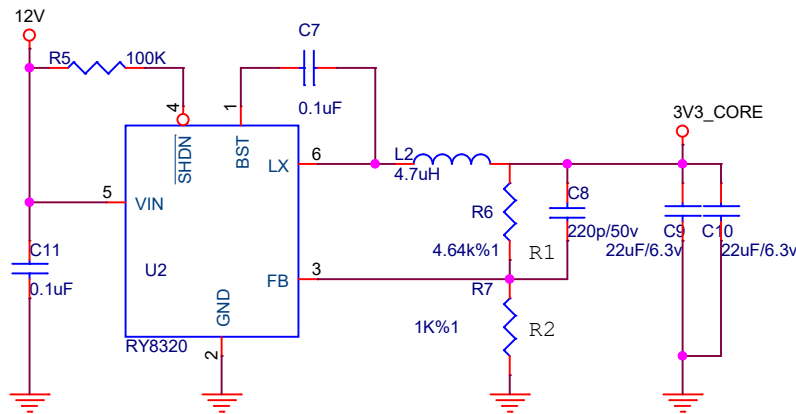 12V
C7
R5
100K
4
1
0.1uF
3V3_CORE
SHDN
BST
LX
6
L2
4.7uH
5
VIN
C8
R6
220p/50v
C9
C10
C11
4.64k%1
R1
22uF/6.3v
22uF/6.3v
U2
FB
3
0.1uF
R7
GND
1K%1
R2
RY8320
2